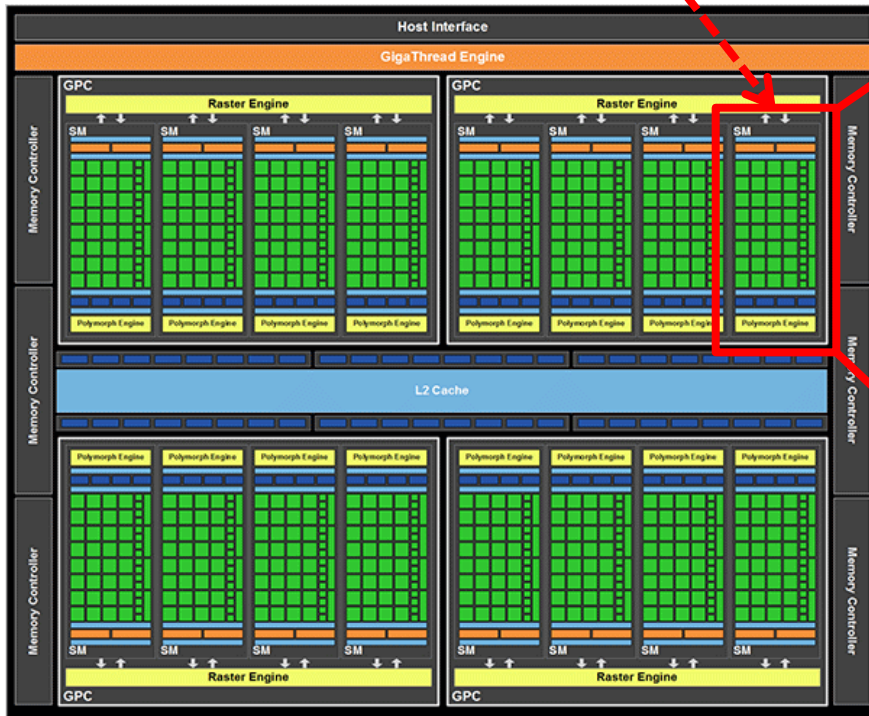 Host Interface
GigaThread Engine
GPC
Raster Engine
SM SM SM SM
Polymorph Engine Polymorph Engine Polymorph Engine Polymorph Engine
GPC
Raster Engine
SM SM SM SM
Polymorph Engine Polymorph Engine Polymorph Engine Polymorph Engine
Memory Controller
Memory Controller
Memory Controller
L2 Cache
Memory Controller
Memory Controller
Memory Controller
Polymorph Engine Polymorph Engine Polymorph Engine Polymorph Engine
SM SM SM SM
Raster Engine
GPC
Polymorph Engine Polymorph Engine Polymorph Engine Polymorph Engine
SM SM SM SM
Raster Engine
GPC